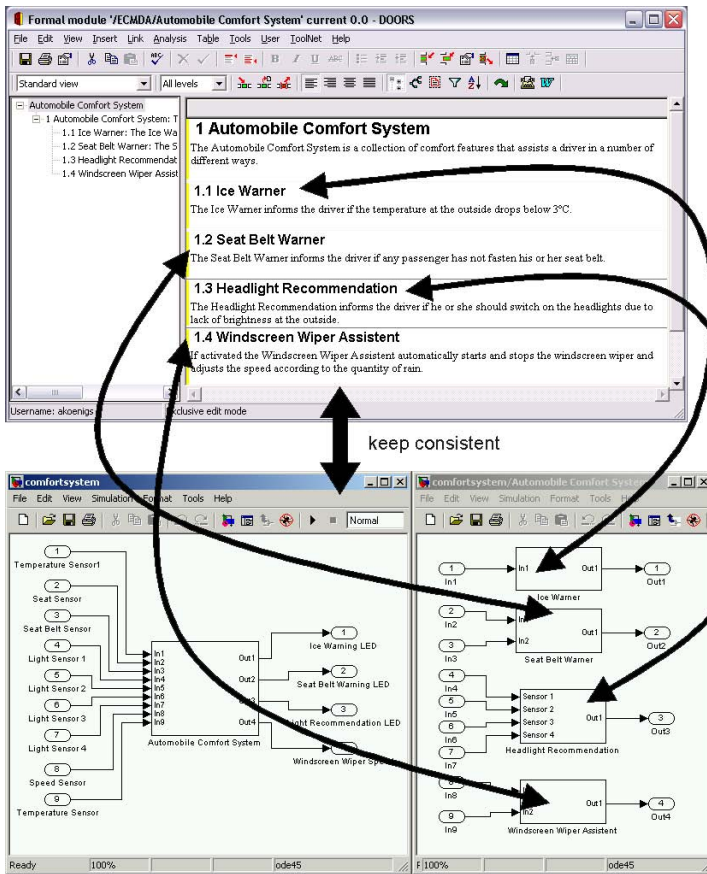 Formal module '/ECMDA/Automobile Comfort System' current 0.0 - DOORS
File Edit View Insert Link Analysis Table Tools User ToolNet Help
Standard view All levels
Automobile Comfort System
1 Automobile Comfort System: T
1.1 Ice Warner: The Ice Wa
1.2 Seat Belt Warner: The S
1.3 Headlight Recommendat
1.4 Windscreen Wiper Assist
1 Automobile Comfort System
The Automobile Comfort System is a collection of comfort features that assists a driver in a number of
different ways.
1.1 Ice Warner
The Ice Warner informs the driver if the temperature at the outside drops below 3°C.
1.2 Seat Belt Warner
The Seat Belt Warner informs the driver if any passenger has not fasten his or her seat belt.
1.3 Headlight Recommendation
The Headlight Recommendation informs the driver if he or she should switch on the headlights due to
lack of brightness at the outside.
1.4 Windscreen Wiper Assistent
If activated the Windscreen Wiper Assistent automatically starts and stops the windscreen wiper and
adjusts the speed according to the quantity of rain.
Username: akoenigs Exclusive edit mode
keep consistent
comfortsystem
File Edit View Simulation Format Tools Help
Normal
1
Temperature Sensor1
2
Seat Sensor
3
Seat Belt Sensor
4
Light Sensor 1
5
Light Sensor 2
6
Light Sensor 3
7
Light Sensor 4
8
Speed Sensor
9
Temperature Sensor
In1
In2
In3
In4
In5
In6
In7
In8
In9
Out1
Out2
Out3
Out4
Automobile Comfort System
1
Ice Warning LED
2
Seat Belt Warning LED
3
Light Recommendation LED
Windscreen Wiper Speed
Ready 100% ode45
comfortsystem/Automobile Comfort System
File Edit View Simulation Format Tools
1
In1
In1 Out1
Ice Warner
1
Out1
2
In2
3
In3
In2 Out1
Seat Belt Warner
2
Out2
4
In4
5
In5
6
In6
7
In7
Sensor 1
Sensor 2
Sensor 3
Sensor 4
Out1
Headlight Recommendation
3
Out3
8
In8
9
In9
In2 Out1
Windscreen Wiper Assistent
4
Out4
100% ode45